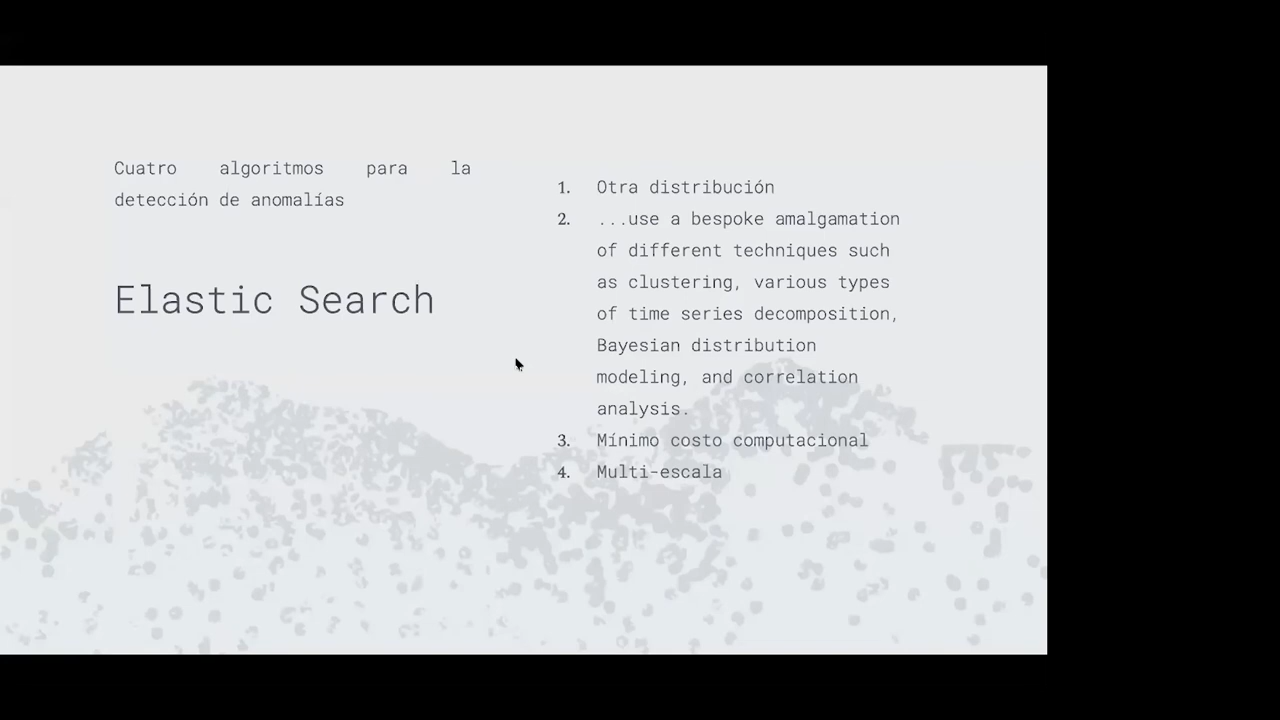 Cuatro algoritmos para la
detección de anomalías
Elastic Search
1. Otra distribución
2. ...use a bespoke amalgamation
of different techniques such
as clustering, various types
of time series decomposition,
Bayesian distribution
modeling, and correlation
analysis.
3. Mínimo costo computacional
4. Multi-escala